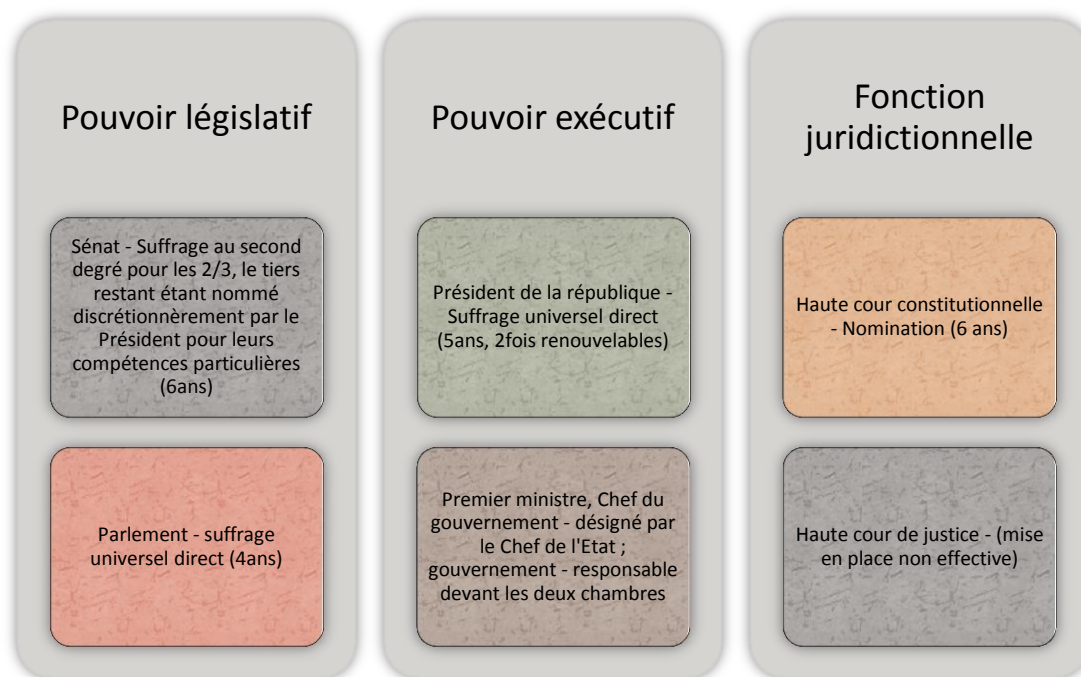 Pouvoir législatif
Sénat - Suffrage au second
degré pour les 2/3, le tiers
restant étant nommé
discrétionnèrement par le
Président pour leurs
compétences particulières
(6ans)
Parlement - suffrage
universel direct (4ans)
Pouvoir exécutif
Président de la république -
Suffrage universel direct
(5ans, 2fois renouvelables)
Premier ministre, Chef du
gouvernement - désigné par
le Chef de l'Etat ;
gouvernement - responsable
devant les deux chambres
Fonction
juridictionnelle
Haute cour constitutionnelle
- Nomination (6 ans)
Haute cour de justice - (mise
en place non effective)